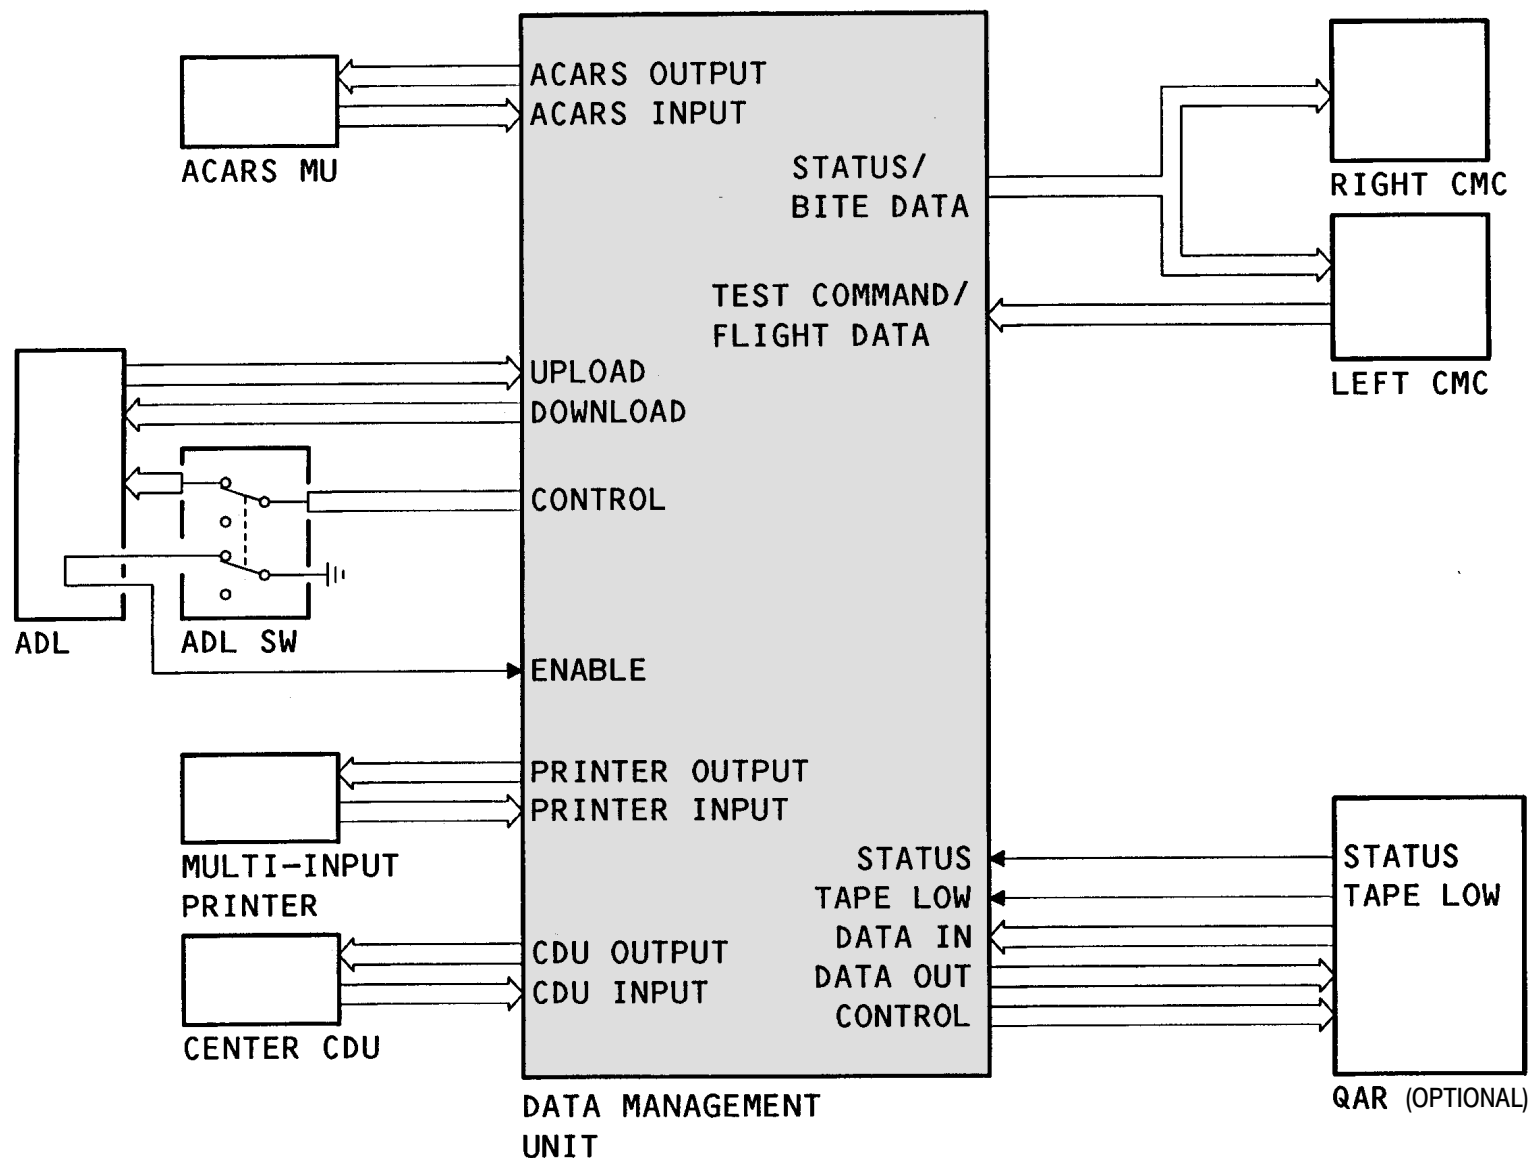 ACARS OUTPUT
ACARS INPUT
ACARS MU
STATUS/
BITE DATA
RIGHT CMC
TEST COMMAND/
FLIGHT DATA
LEFT CMC
UPLOAD
DOWNLOAD
CONTROL
ADL
ADL SW
ENABLE
PRINTER OUTPUT
PRINTER INPUT
MULTI-INPUT
PRINTER
CDU OUTPUT
CDU INPUT
CENTER CDU
STATUS
TAPE LOW
DATA IN
DATA OUT
CONTROL
STATUS
TAPE LOW
QAR (OPTIONAL)
DATA MANAGEMENT
UNIT